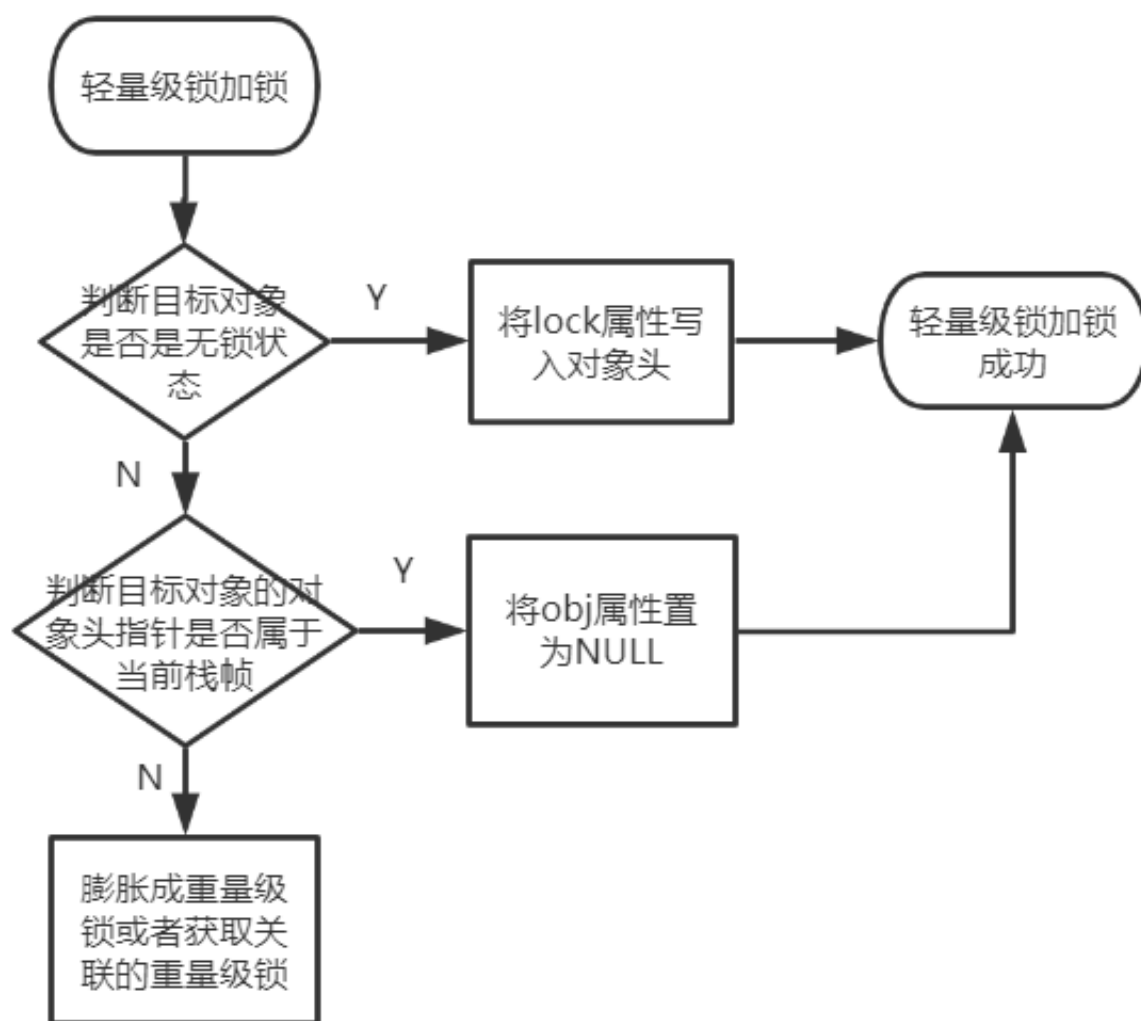 轻量级锁加锁
判断目标对象
是否是无锁状
态
Y
将lock属性写
入对象头
轻量级锁加锁
成功
N
判断目标对象的对
象头指针是否属于
当前栈帧
Y
将obj属性置
为NULL
N
膨胀成重量级
锁或者获取关
联的重量级锁